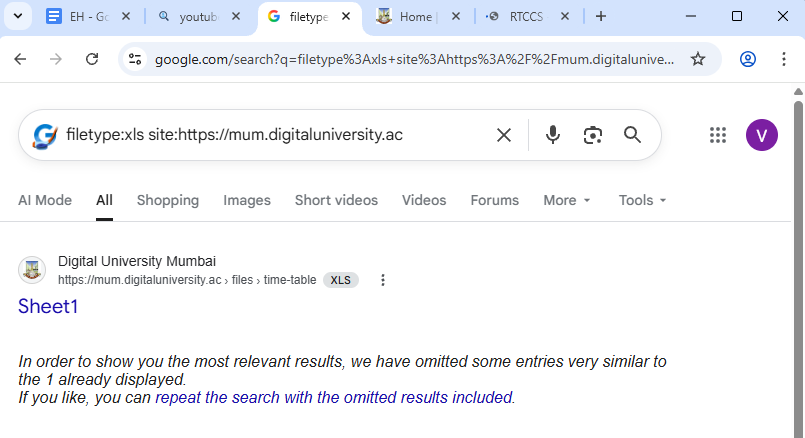 EH - Go
youtub
filetype
Home |
RTCCS
google.com/search?q=filetype%3Axls+site%3Ahttps%3A%2F%2Fmum.digitalunive...
filetype:xls site:https://mum.digitaluniversity.ac
V
AI Mode All Shopping Images Short videos Videos Forums More Tools
Digital University Mumbai
https://mum.digitaluniversity.ac › files › time-table XLS
Sheet1
In order to show you the most relevant results, we have omitted some entries very similar to
the 1 already displayed.
If you like, you can repeat the search with the omitted results included.